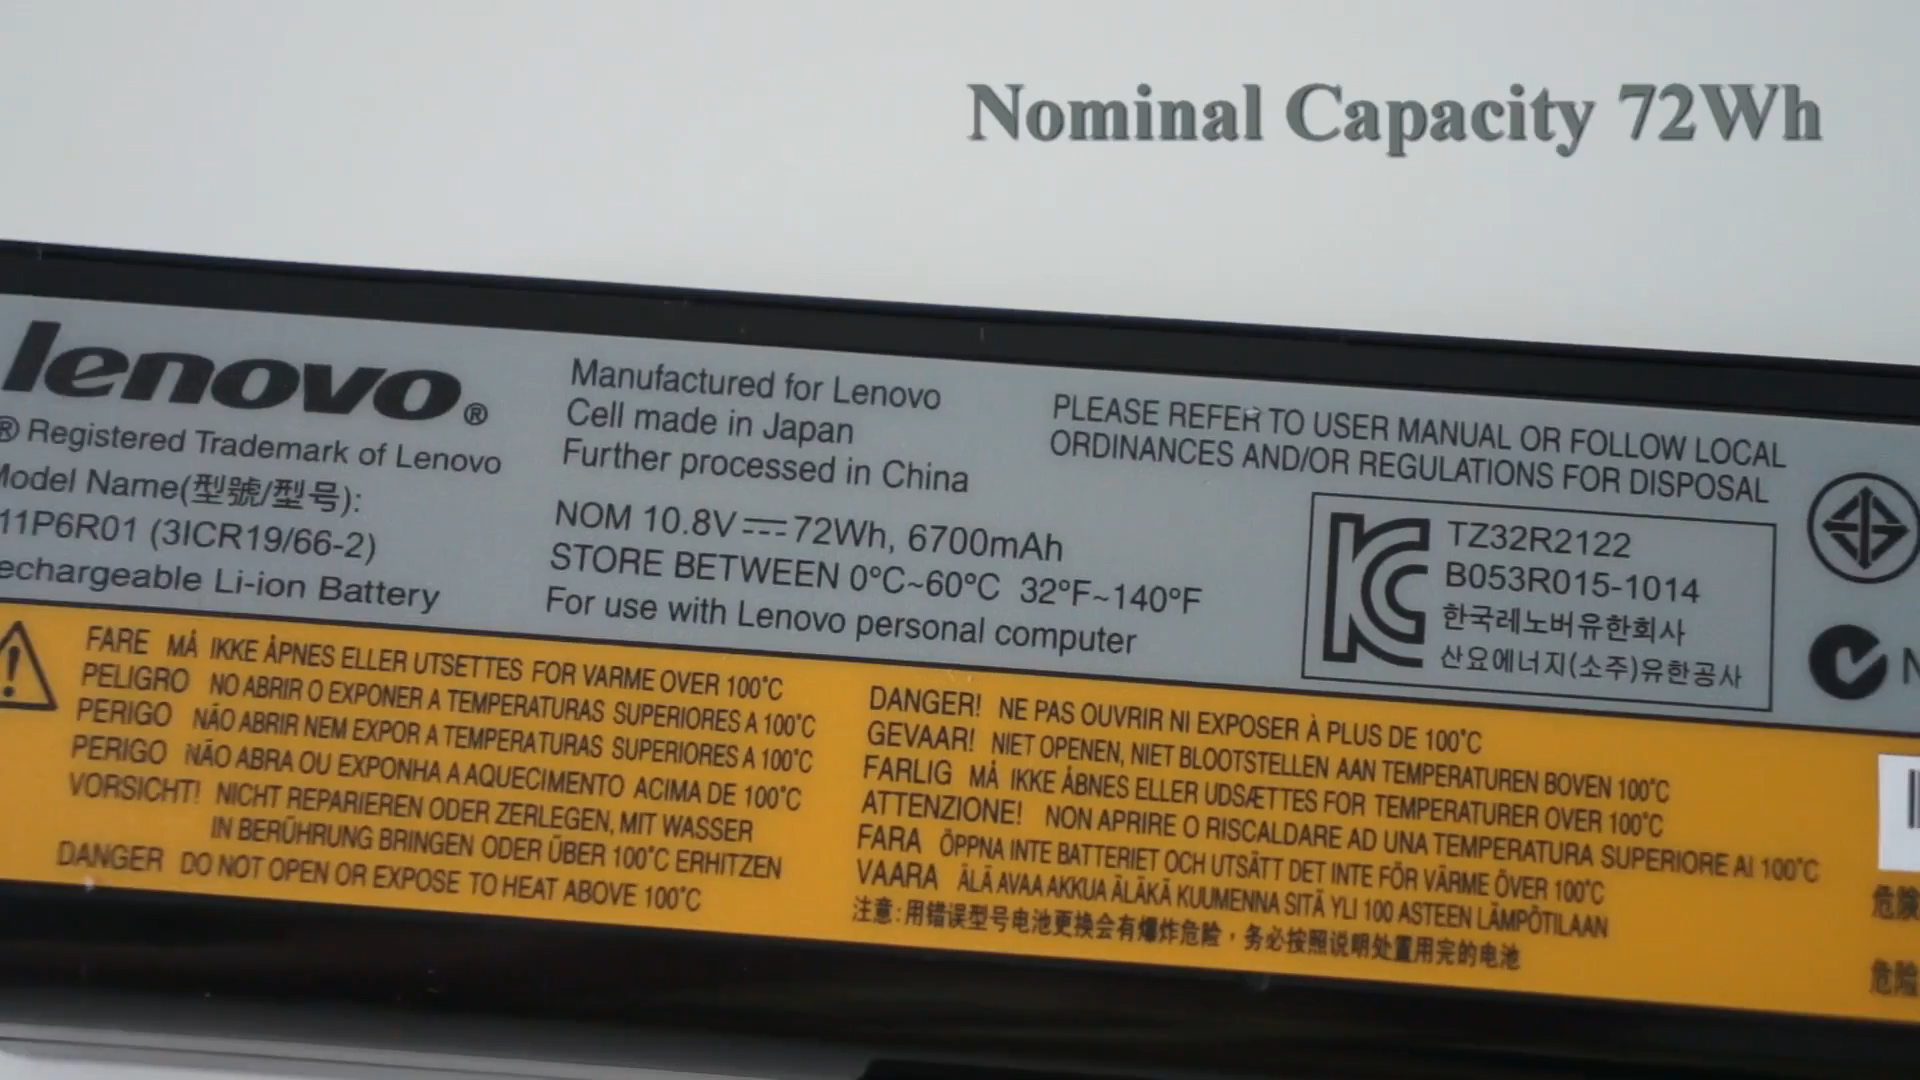 Nominal Capacity 72Wh
lenovo®
® Registered Trademark of Lenovo
Model Name(型號/型号):
11P6R01 (3ICR19/66-2)
echargeable Li-ion Battery
Manufactured for Lenovo
Cell made in Japan
Further processed in China
NOM 10.8V⎓72Wh, 6700mAh
STORE BETWEEN 0°C~60°C 32°F~140°F
For use with Lenovo personal computer
PLEASE REFER TO USER MANUAL OR FOLLOW LOCAL
ORDINANCES AND/OR REGULATIONS FOR DISPOSAL
TZ32R2122
B053R015-1014
한국레노버유한회사
산요에너지(소주)유한공사
N
FARE MÅ IKKE ÅPNES ELLER UTSETTES FOR VARME OVER 100°C
PELIGRO NO ABRIR O EXPONER A TEMPERATURAS SUPERIORES A 100°C
PERIGO NÃO ABRIR NEM EXPOR A TEMPERATURAS SUPERIORES A 100°C
PERIGO NÃO ABRA OU EXPONHA A AQUECIMENTO ACIMA DE 100°C
VORSICHT! NICHT REPARIEREN ODER ZERLEGEN, MIT WASSER
IN BERÜHRUNG BRINGEN ODER ÜBER 100°C ERHITZEN
DANGER DO NOT OPEN OR EXPOSE TO HEAT ABOVE 100°C
DANGER! NE PAS OUVRIR NI EXPOSER À PLUS DE 100°C
GEVAAR! NIET OPENEN, NIET BLOOTSTELLEN AAN TEMPERATUREN BOVEN 100°C
FARLIG MÅ IKKE ÅBNES ELLER UDSÆTTES FOR TEMPERATURER OVER 100°C
ATTENZIONE! NON APRIRE O RISCALDARE AD UNA TEMPERATURA SUPERIORE AI 100°C
FARA ÖPPNA INTE BATTERIET OCH UTSÄTT DET INTE FÖR VÄRME ÖVER 100°C
VAARA ÄLÄ AVAA AKKUA ÄLÄKÄ KUUMENNA SITÄ YLI 100 ASTEEN LÄMPÖTILAAN
注意:用错误型号电池更换会有爆炸危险，务必按照说明处置用完的电池
危險
危险